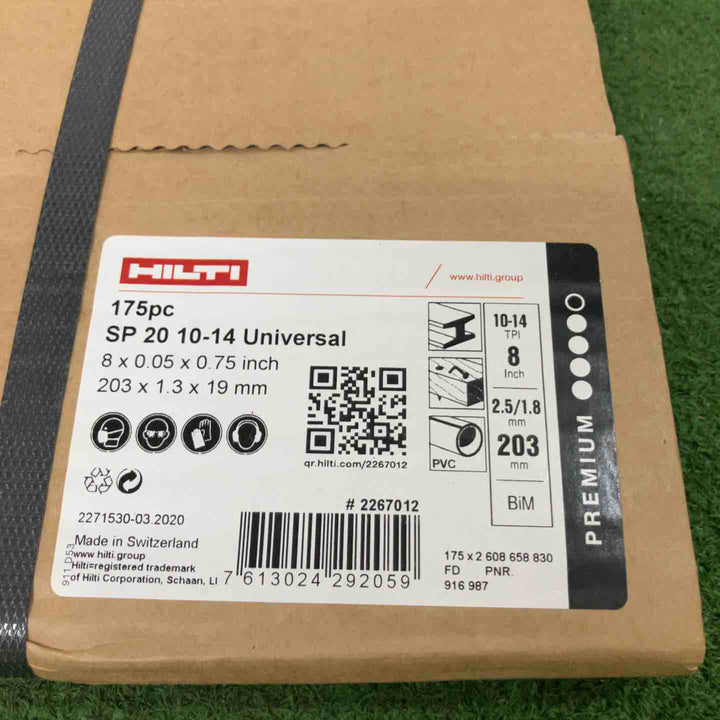 HILTI
www.hilti.group
175pc
SP 20 10-14 Universal
8 x 0.05 x 0.75 inch
203 x 1.3 x 19 mm
qr.hilti.com/2267012
PVC
10-14
TPI
8
Inch
2.5/1.8
mm
203
mm
BiM
PREMIUM
# 2267012
2271530-03.2020
Made in Switzerland
www.hilti.group
Hilti=registered trademark
of Hilti Corporation, Schaan, LI
911_D53
7 613024 292059
175 x 2 608 658 830
FD PNR.
916 987